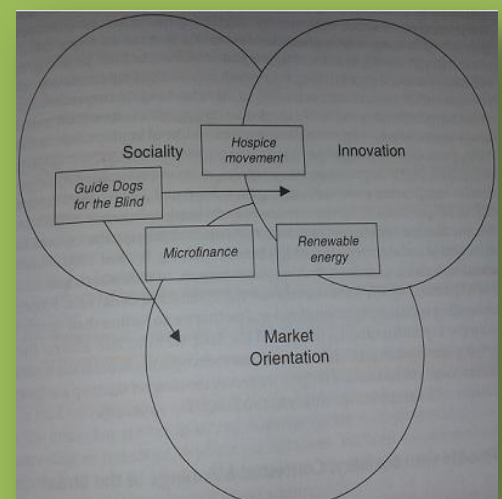 Hospice
movement
Sociality
Innovation
Guide Dogs
for the Blind
Microfinance
Renewable
energy
Market
Orientation